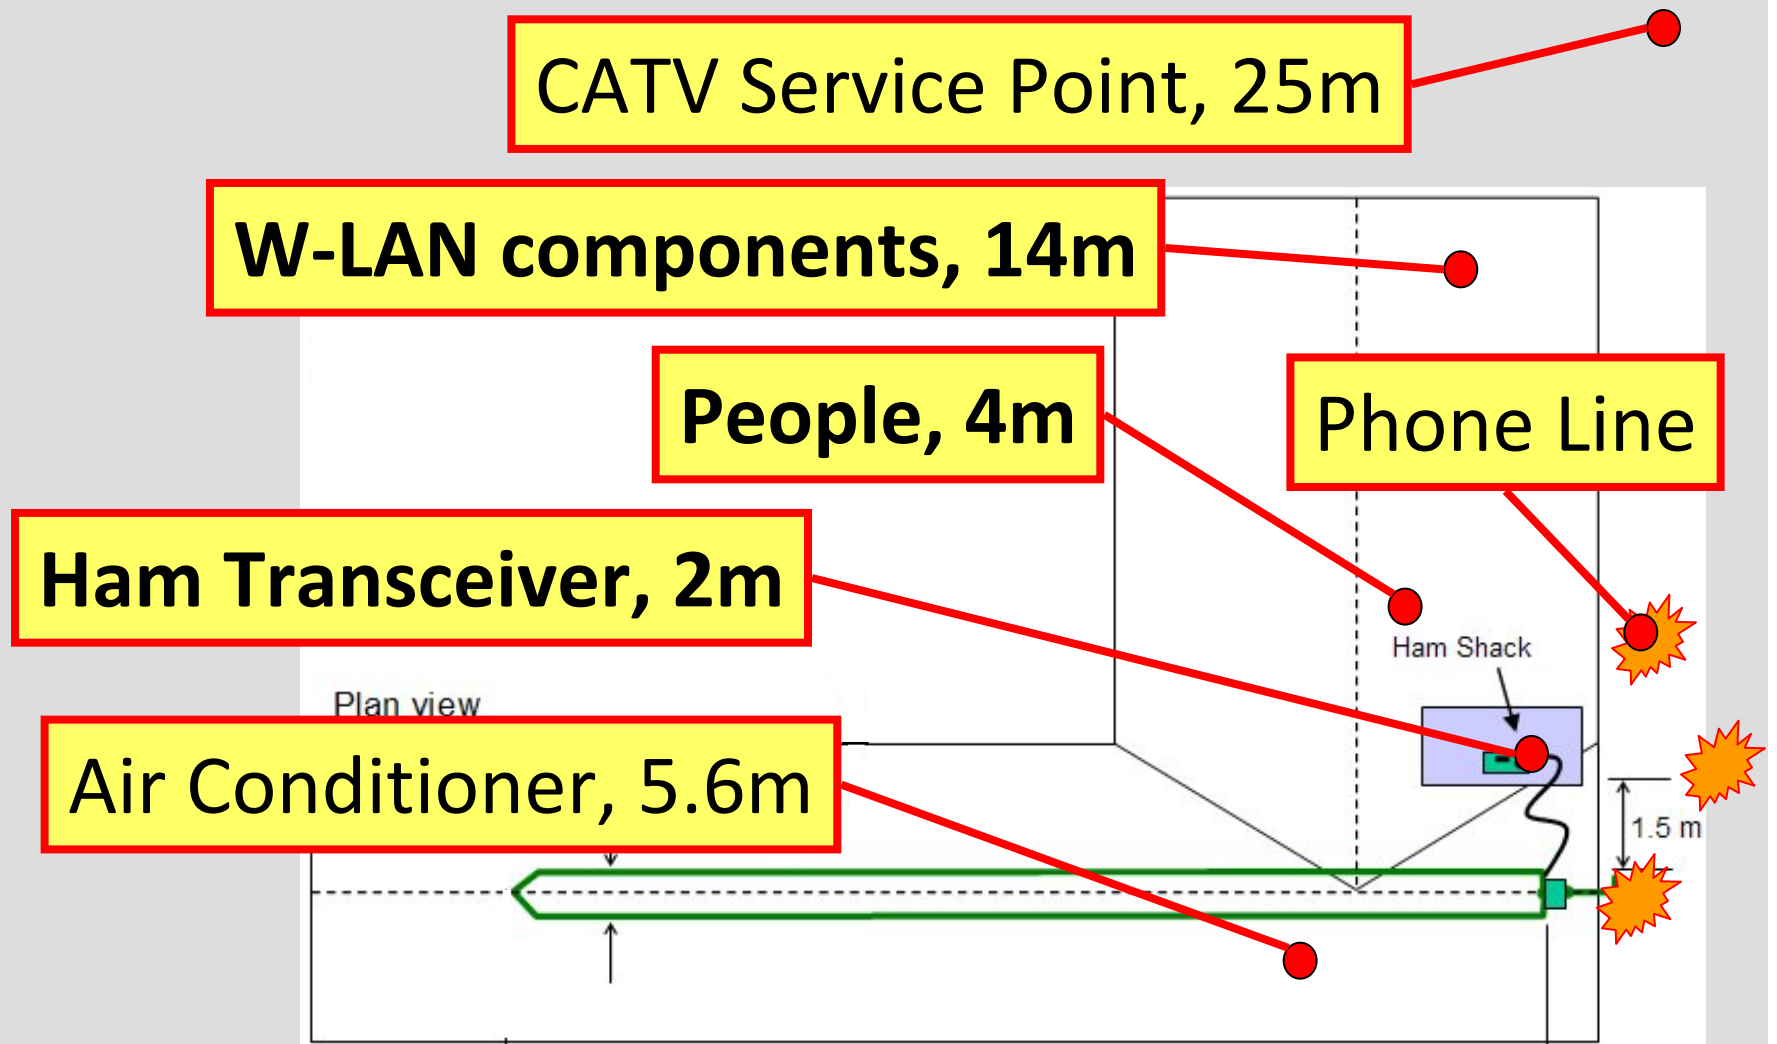 CATV Service Point, 25m
W-LAN components, 14m
People, 4m
Phone Line
Ham Transceiver, 2m
Ham Shack
Plan view
Air Conditioner, 5.6m
1.5 m